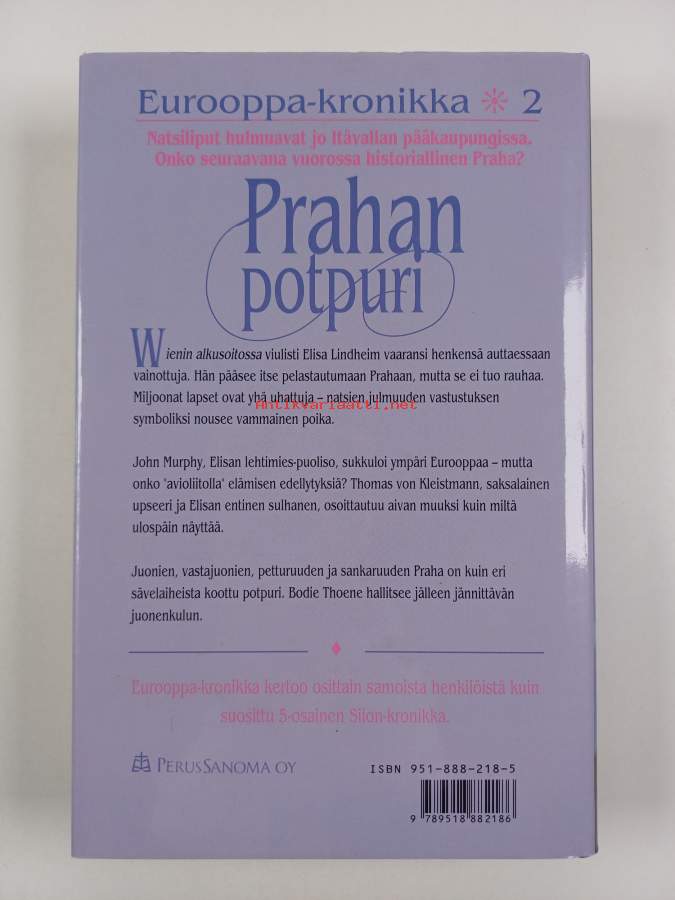 Eurooppa-kronikka ❊ 2
Natsiliput hulmuavat jo Itävallan pääkaupungissa.
Onko seuraavana vuorossa historiallinen Praha?
Prahan
potpuri
Wienin alkusoitossa viulisti Elisa Lindheim vaaransi henkensä auttaessaan
vainottuja. Hän pääsee itse pelastautumaan Prahaan, mutta se ei tuo rauhaa.
Miljoonat lapset ovat yhä uhattuja – natsien julmuuden vastustuksen
Antikvariaatti.net
symboliksi nousee vammainen poika.
John Murphy, Elisan lehtimies-puoliso, sukkuloi ympäri Eurooppaa – mutta
onko "avioliitolla" elämisen edellytyksiä? Thomas von Kleistmann, saksalainen
upseeri ja Elisan entinen sulhanen, osoittautuu aivan muuksi kuin miltä
ulospäin näyttää.
Juonien, vastajuonien, petturuuden ja sankaruuden Praha on kuin eri
sävelaiheista koottu potpuri. Bodie Thoene hallitsee jälleen jännittävän
juonenkulun.
Eurooppa-kronikka kertoo osittain samoista henkilöistä kuin
suosittu 5-osainen Siion-kronikka.
PERUSSANOMA OY
ISBN 951-888-218-5
9 789518 882186